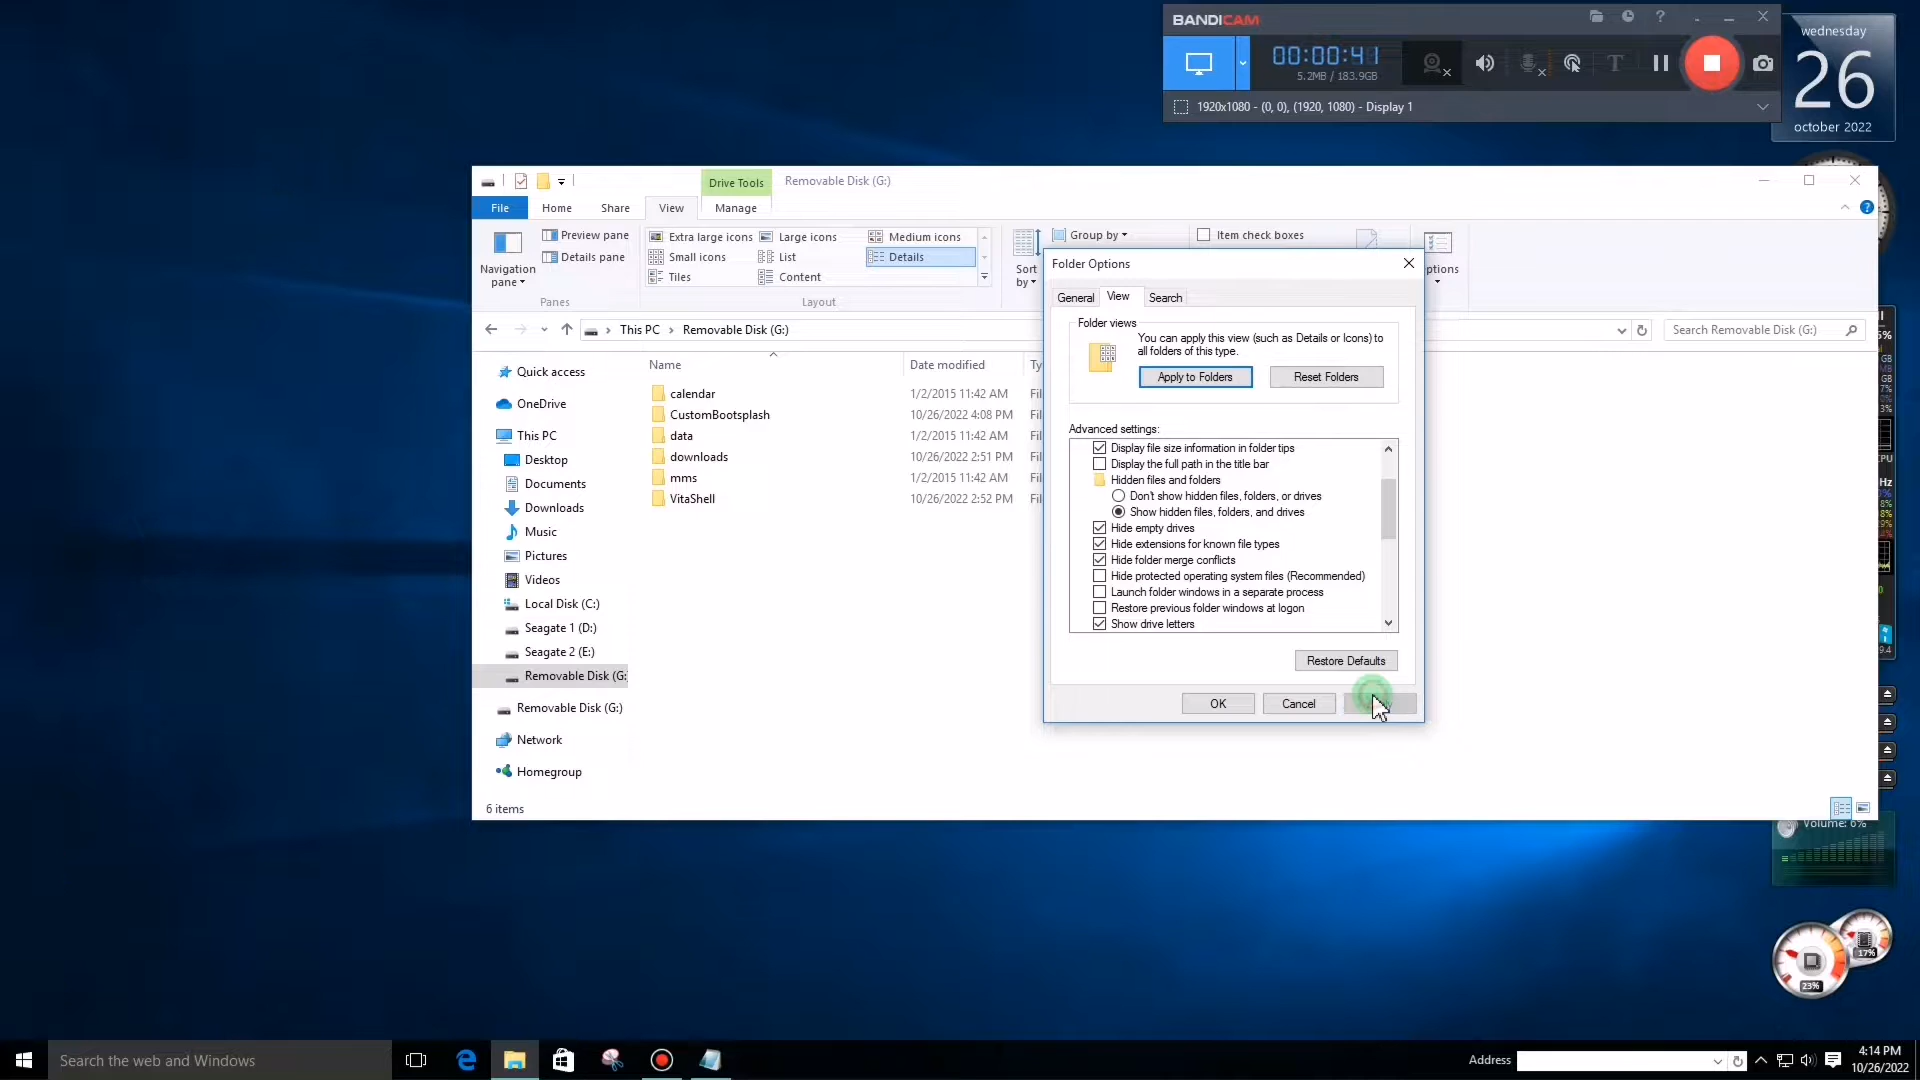 BANDICAM
00:00:41
5.2MB / 183.9GB
1920x1080 - (0, 0), (1920, 1080) - Display 1
wednesday
26
october 2022
Drive Tools
Removable Disk (G:)
File
Home
Share
View
Manage
Navigation
pane
Preview pane
Details pane
Panes
Extra large icons
Large icons
Medium icons
Small icons
List
Details
Tiles
Content
Layout
Sort
by
Group by
Item check boxes
ptions
This PC
Removable Disk (G:)
Search Removable Disk (G:)
Quick access
OneDrive
This PC
Desktop
Documents
Downloads
Music
Pictures
Videos
Local Disk (C:)
Seagate 1 (D:)
Seagate 2 (E:)
Removable Disk (G:
Removable Disk (G:)
Network
Homegroup
Name
Date modified
Ty
calendar
1/2/2015 11:42 AM
Fil
CustomBootsplash
10/26/2022 4:08 PM
Fil
data
1/2/2015 11:42 AM
Fil
downloads
10/26/2022 2:51 PM
Fil
mms
1/2/2015 11:42 AM
Fil
VitaShell
10/26/2022 2:52 PM
Fil
6 items
Folder Options
General
View
Search
Folder views
You can apply this view (such as Details or Icons) to
all folders of this type.
Apply to Folders
Reset Folders
Advanced settings:
Display file size information in folder tips
Display the full path in the title bar
Hidden files and folders
Don't show hidden files, folders, or drives
Show hidden files, folders, and drives
Hide empty drives
Hide extensions for known file types
Hide folder merge conflicts
Hide protected operating system files (Recommended)
Launch folder windows in a separate process
Restore previous folder windows at logon
Show drive letters
Restore Defaults
OK
Cancel
Volume: 6%
17%
23%
Search the web and Windows
Address
4:14 PM
10/26/2022